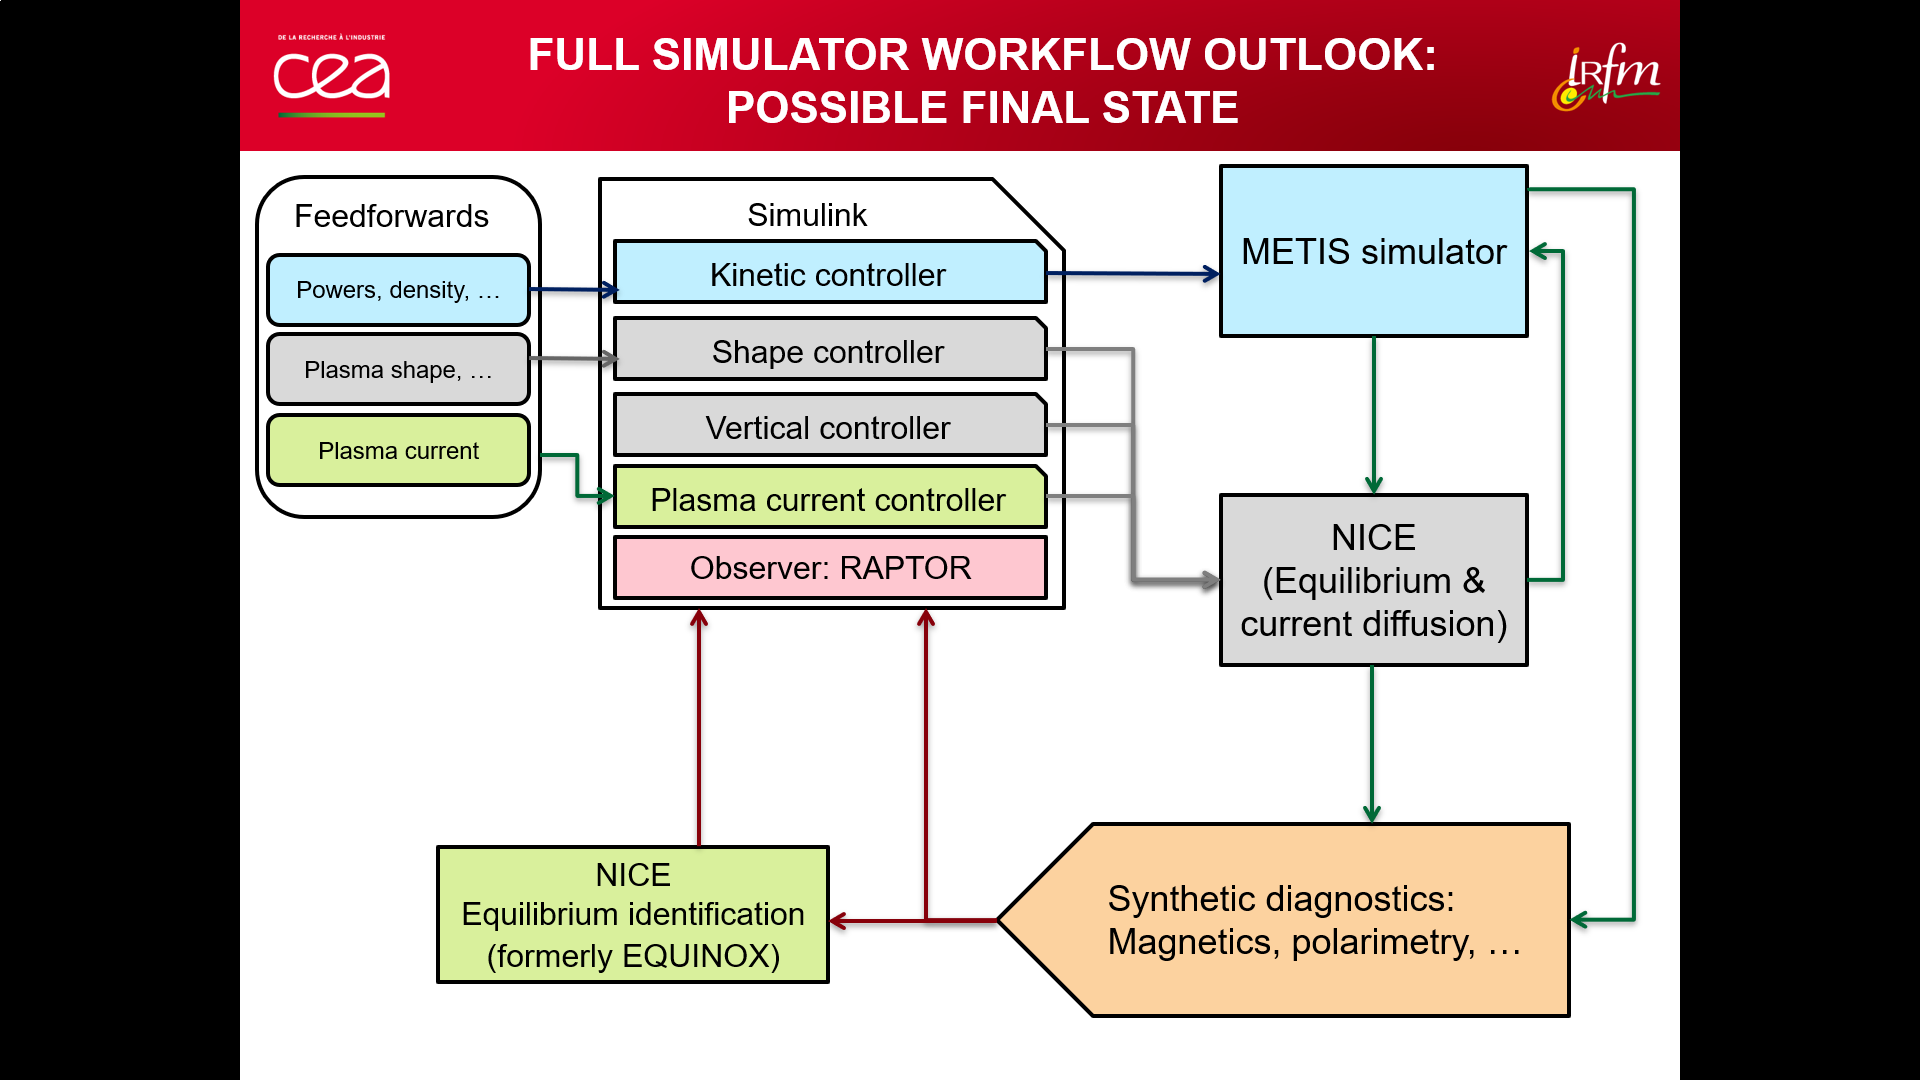 DE LA RECHERCHE À L'INDUSTRIE
cea
FULL SIMULATOR WORKFLOW OUTLOOK:
POSSIBLE FINAL STATE
iRfm
Feedforwards
Powers, density, …
Plasma shape, …
Plasma current
Simulink
Kinetic controller
Shape controller
Vertical controller
Plasma current controller
Observer: RAPTOR
METIS simulator
NICE
(Equilibrium &
current diffusion)
NICE
Equilibrium identification
(formerly EQUINOX)
Synthetic diagnostics:
Magnetics, polarimetry, …